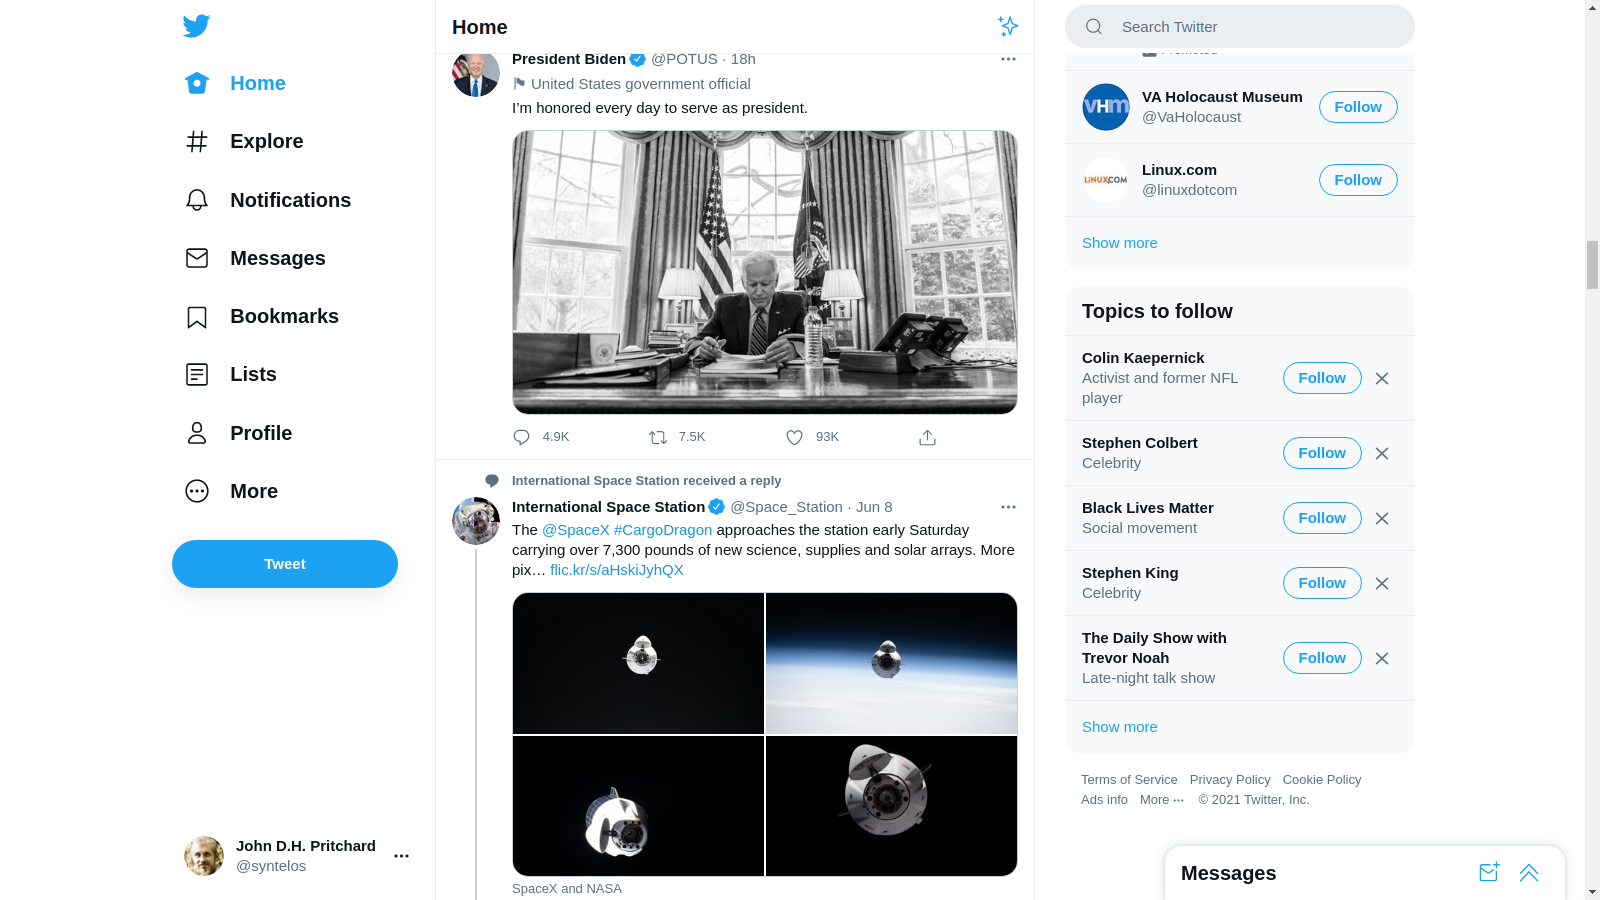 Home
Explore
Notifications
Messages
Bookmarks
Lists
Profile
More
Tweet
John D.H. Pritchard
@syntelos
Home
President Biden @POTUS · 18h
United States government official
I'm honored every day to serve as president.
4.9K 7.5K 93K
International Space Station received a reply
International Space Station @Space_Station · Jun 8
The @SpaceX #CargoDragon approaches the station early Saturday
carrying over 7,300 pounds of new science, supplies and solar arrays. More
pix… flic.kr/s/aHskiJyhQX
SpaceX and NASA
Search Twitter
Promoted
VHM
VA Holocaust Museum
@VaHolocaust
Follow
LINUX.COM
Linux.com
@linuxdotcom
Follow
Show more
Topics to follow
Colin Kaepernick
Activist and former NFL
player
Follow
Stephen Colbert
Celebrity
Follow
Black Lives Matter
Social movement
Follow
Stephen King
Celebrity
Follow
The Daily Show with
Trevor Noah
Late-night talk show
Follow
Show more
Terms of Service Privacy Policy Cookie Policy
Ads info More ··· © 2021 Twitter, Inc.
Messages